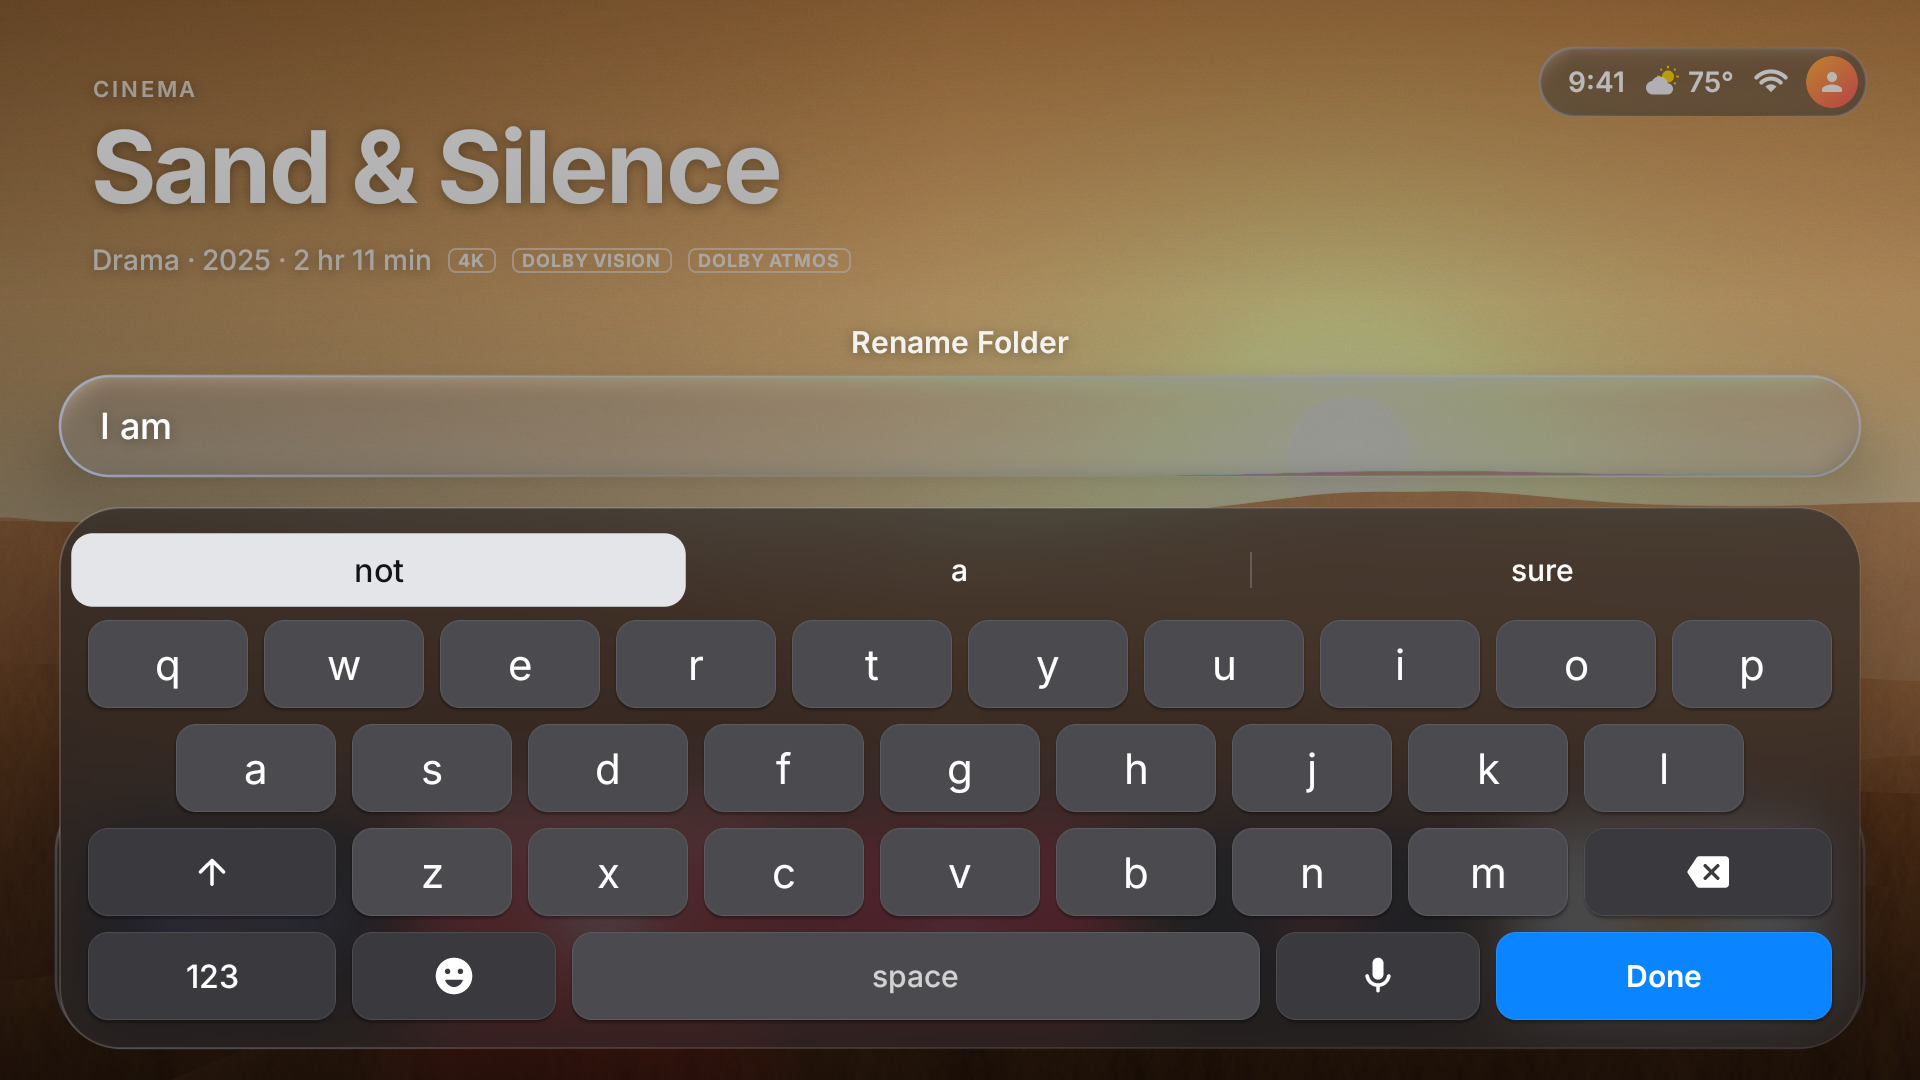 CINEMA
9:41 75°
Sand & Silence
Drama · 2025 · 2 hr 11 min 4K DOLBY VISION DOLBY ATMOS
Rename Folder
I am
not a sure
q w e r t y u i o p
a s d f g h j k l
z x c v b n m
123 space Done